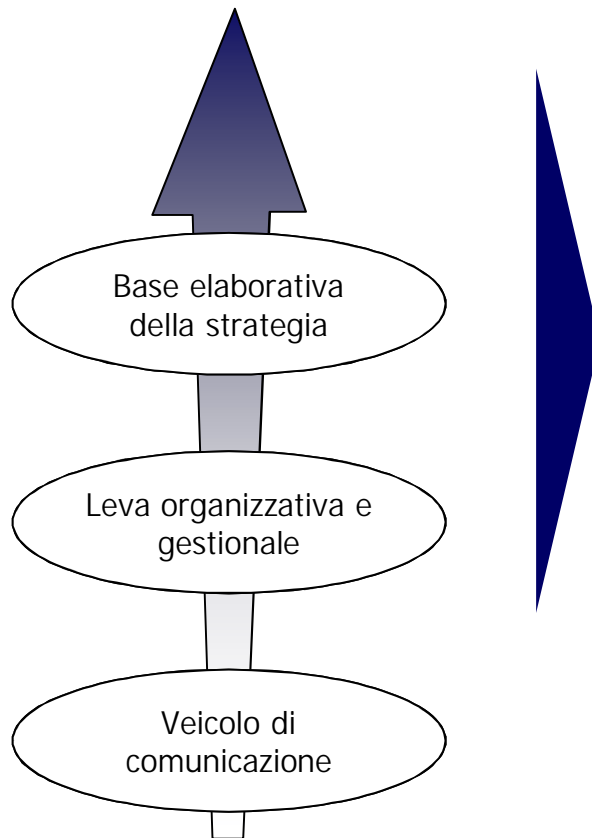 Base elaborativa
della strategia
Leva organizzativa e
gestionale
Veicolo di
comunicazione